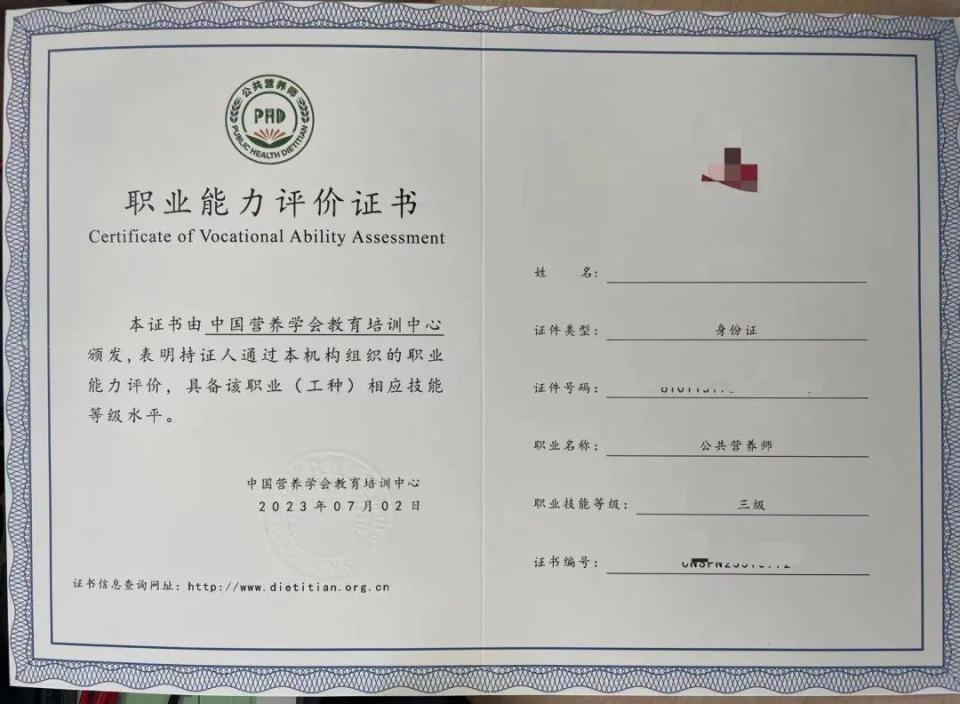 公共营养师
PHD
PUBLIC HEALTH DIETITIAN
职业能力评价证书
Certificate of Vocational Ability Assessment
本证书由中国营养学会教育培训中心
颁发，表明持证人通过本机构组织的职业
能力评价，具备该职业（工种）相应技能
等级水平。
中国营养学会教育培训中心
2023年07月02日
证书信息查询网址：http://www.dietitian.org.cn
姓 名：
证件类型：身份证
证件号码：
职业名称：公共营养师
职业技能等级：三级
证书编号：